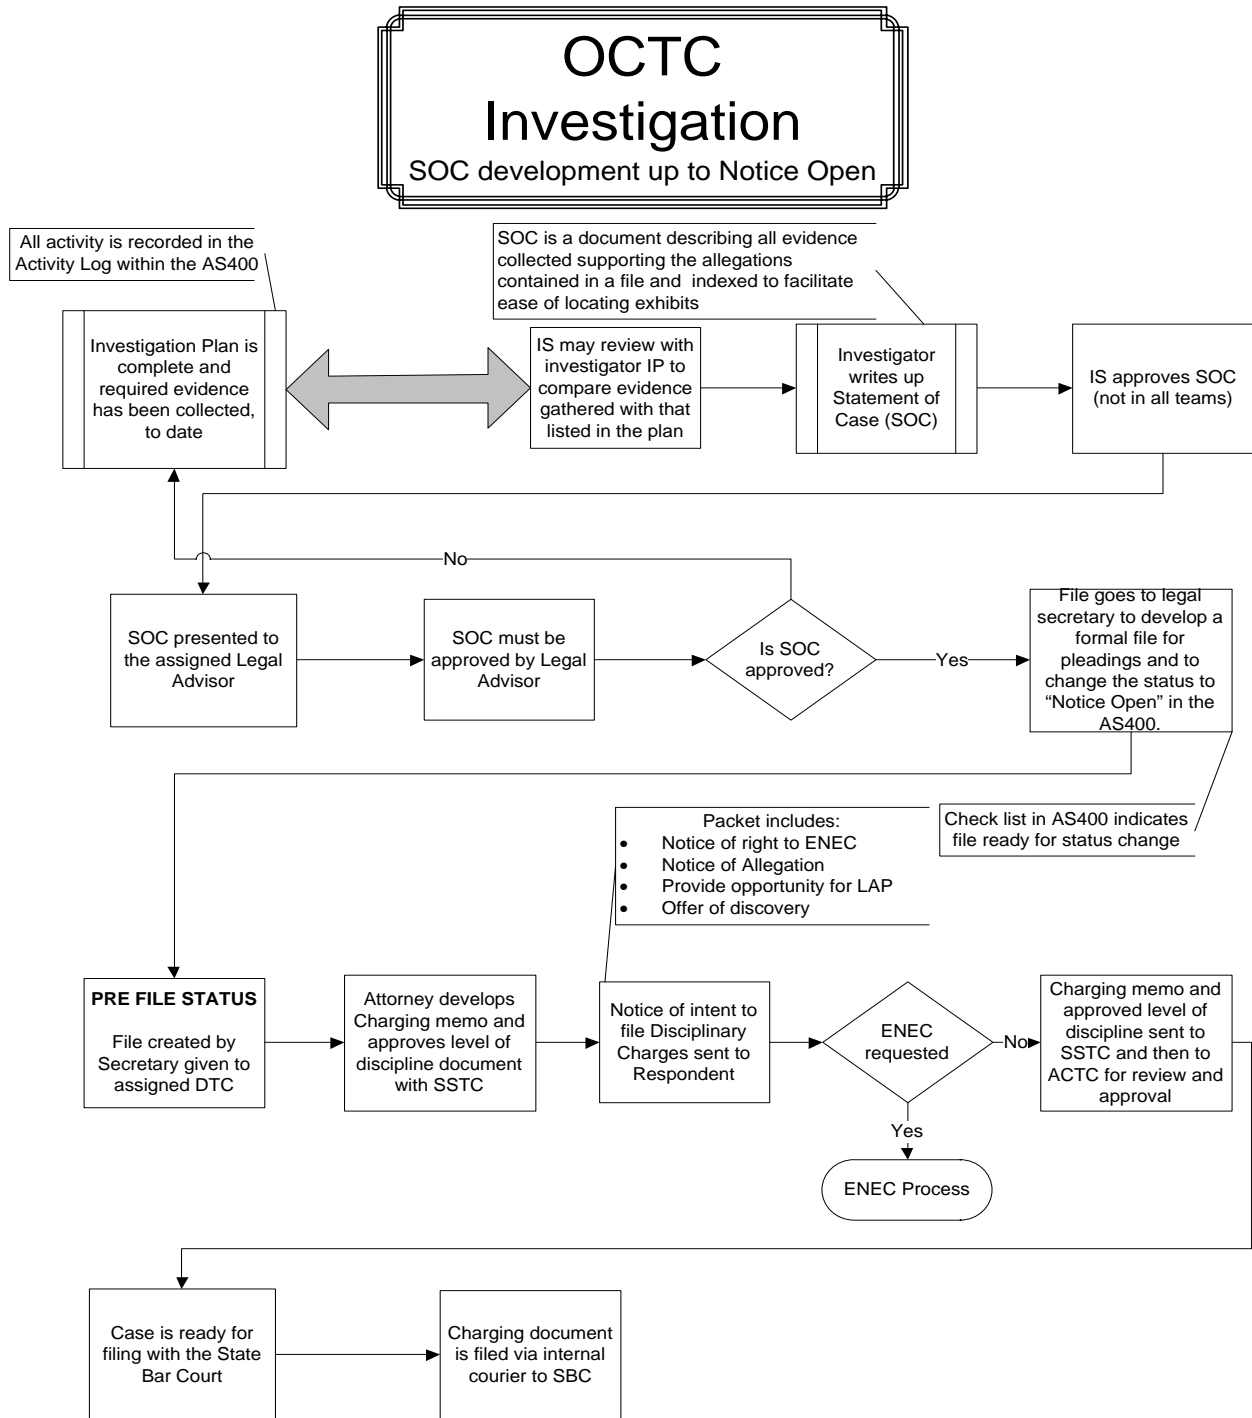 OCTC
Investigation
SOC development up to Notice Open
All activity is recorded in the
Activity Log within the AS400
SOC is a document describing all evidence
collected supporting the allegations
contained in a file and indexed to facilitate
ease of locating exhibits
Investigation Plan is
complete and
required evidence
has been collected,
to date
IS may review with
investigator IP to
compare evidence
gathered with that
listed in the plan
Investigator
writes up
Statement of
Case (SOC)
IS approves SOC
(not in all teams)
No
SOC presented to
the assigned Legal
Advisor
SOC must be
approved by Legal
Advisor
Is SOC
approved?
Yes
File goes to legal
secretary to develop a
formal file for
pleadings and to
change the status to
“Notice Open” in the
AS400.
Check list in AS400 indicates
file ready for status change
Packet includes:
• Notice of right to ENEC
• Notice of Allegation
• Provide opportunity for LAP
• Offer of discovery
PRE FILE STATUS
File created by
Secretary given to
assigned DTC
Attorney develops
Charging memo and
approves level of
discipline document
with SSTC
Notice of intent to
file Disciplinary
Charges sent to
Respondent
ENEC
requested
No
Charging memo and
approved level of
discipline sent to
SSTC and then to
ACTC for review and
approval
Yes
ENEC Process
Case is ready for
filing with the State
Bar Court
Charging document
is filed via internal
courier to SBC